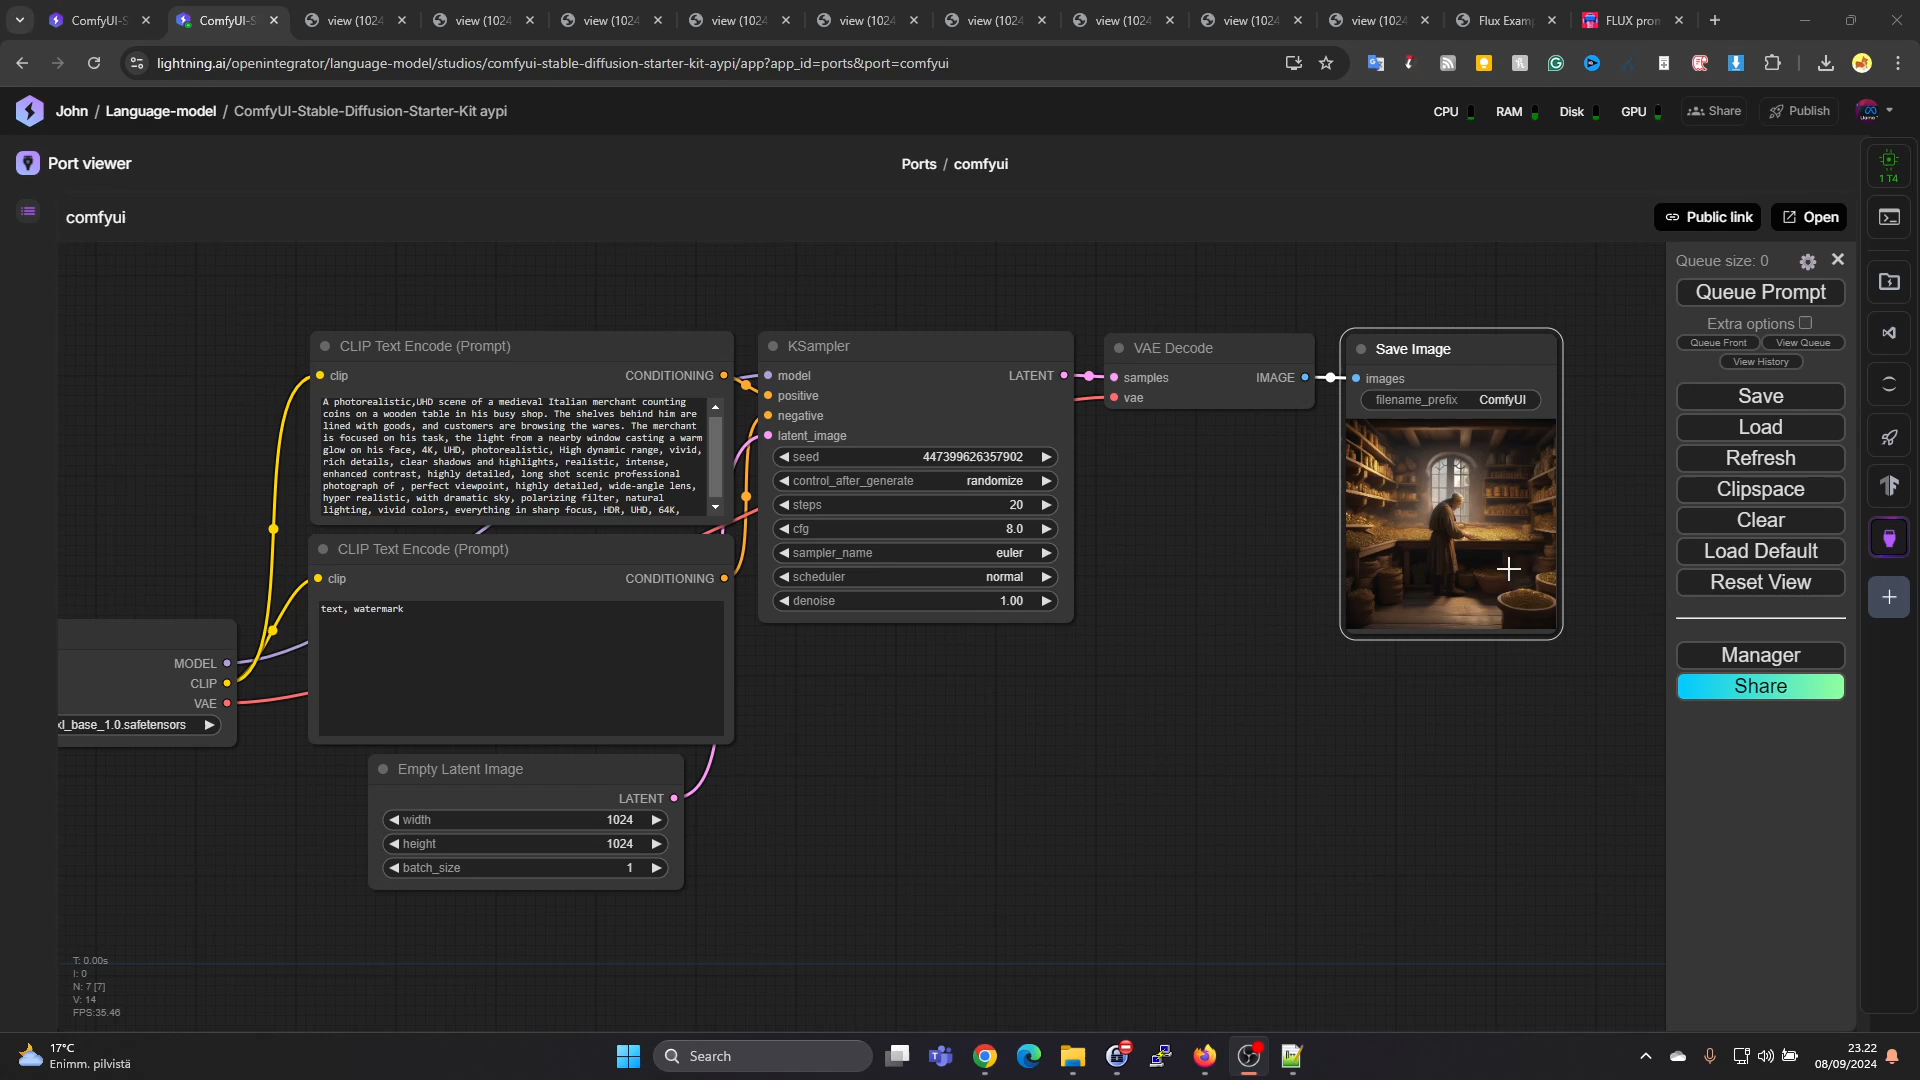 ComfyUI-S
ComfyUI-S
view (1024
view (1024
view (1024
view (1024
view (1024
view (1024
view (1024
view (1024
view (1024
Flux Exam
FLUX pron
lightning.ai/openintegrator/language-model/studios/comfyui-stable-diffusion-starter-kit-aypi/app?app_id=ports&port=comfyui
John / Language-model / ComfyUI-Stable-Diffusion-Starter-Kit aypi
CPU
RAM
Disk
GPU
Share
Publish
Port viewer
Ports / comfyui
1 T4
comfyui
Public link
Open
Queue size: 0
Queue Prompt
Extra options
Queue Front
View Queue
View History
Save
Load
Refresh
Clipspace
Clear
Load Default
Reset View
Manager
Share
CLIP Text Encode (Prompt)
clip
CONDITIONING
A photorealistic,UHD scene of a medieval Italian merchant counting
coins on a wooden table in his busy shop. The shelves behind him are
lined with goods, and customers are browsing the wares. The merchant
is focused on his task, the light from a nearby window casting a warm
glow on his face, 4K, UHD, photorealistic, High dynamic range, vivid,
rich details, clear shadows and highlights, realistic, intense,
enhanced contrast, highly detailed, long shot scenic professional
photograph of , perfect viewpoint, highly detailed, wide-angle lens,
hyper realistic, with dramatic sky, polarizing filter, natural
lighting, vivid colors, everything in sharp focus, HDR, UHD, 64K,
CLIP Text Encode (Prompt)
clip
CONDITIONING
text, watermark
MODEL
CLIP
VAE
xl_base_1.0.safetensors
Empty Latent Image
LATENT
width 1024
height 1024
batch_size 1
KSampler
model
LATENT
positive
negative
latent_image
seed 447399626357902
control_after_generate randomize
steps 20
cfg 8.0
sampler_name euler
scheduler normal
denoise 1.00
VAE Decode
samples
IMAGE
vae
Save Image
images
filename_prefix ComfyUI
T: 0.00s
I: 0
N: 7 [7]
V: 14
FPS:35.46
17°C
Enimm. pilvistä
Search
23.22
08/09/2024